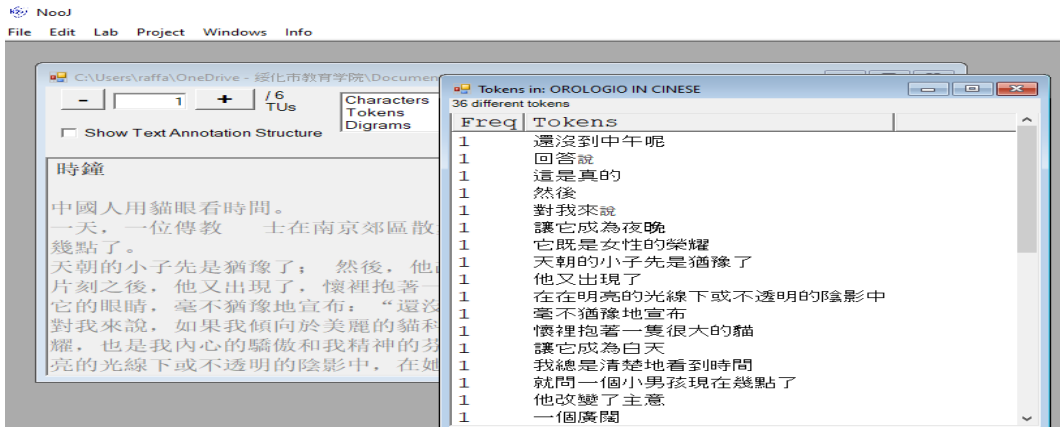 NooJ
File Edit Lab Project Windows Info
C:\Users\raffa\OneDrive - 綏化市教育学院\Documen
- 1 + / 6 TUs
Characters
Tokens
Digrams
Show Text Annotation Structure
時鐘
中國人用貓眼看時間。
一天，一位傳教 士在南京郊區散
幾點了。
天朝的小子先是猶豫了； 然後，他
片刻之後，他又出現了，懷裡抱著一
它的眼睛，毫不猶豫地宣布：“還沒
對我來說，如果我傾向於美麗的貓科
耀，也是我內心的驕傲和我精神的芬
亮的光線下或不透明的陰影中，在她
Tokens in: OROLOGIO IN CINESE
36 different tokens
Freq Tokens
1 還沒到中午呢
1 回答說
1 這是真的
1 然後
1 對我來說
1 讓它成為夜晚
1 它既是女性的榮耀
1 天朝的小子先是猶豫了
1 他又出現了
1 在在明亮的光線下或不透明的陰影中
1 毫不猶豫地宣布
1 懷裡抱著一隻很大的貓
1 讓它成為白天
1 我總是清楚地看到時間
1 就問一個小男孩現在幾點了
1 他改變了主意
1 一個廣闊